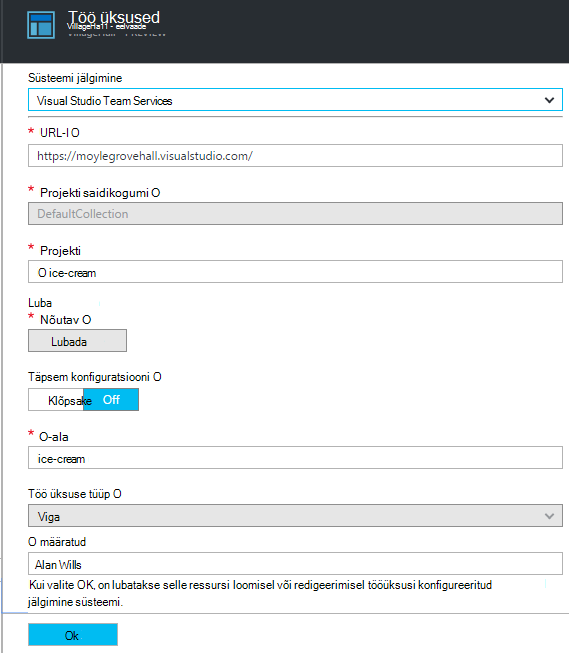 Töö üksused
VillageHa11 - eelvaade
Süsteemi jälgimine
Visual Studio Team Services
* URL-I O
https://moylegrovehall.visualstudio.com/
* Projekti saidikogumi O
DefaultCollection
* Projekti
O ice-cream
Luba
* Nõutav O
Lubada
Täpsem konfiguratsiooni O
Klõpsake Off
* O-ala
ice-cream
Töö üksuse tüüp O
Viga
O määratud
Alan Wills
Kui valite OK, on lubatakse selle ressursi loomisel või redigeerimisel tööüksusi konfigureeritud
jälgimine süsteemi.
Ok